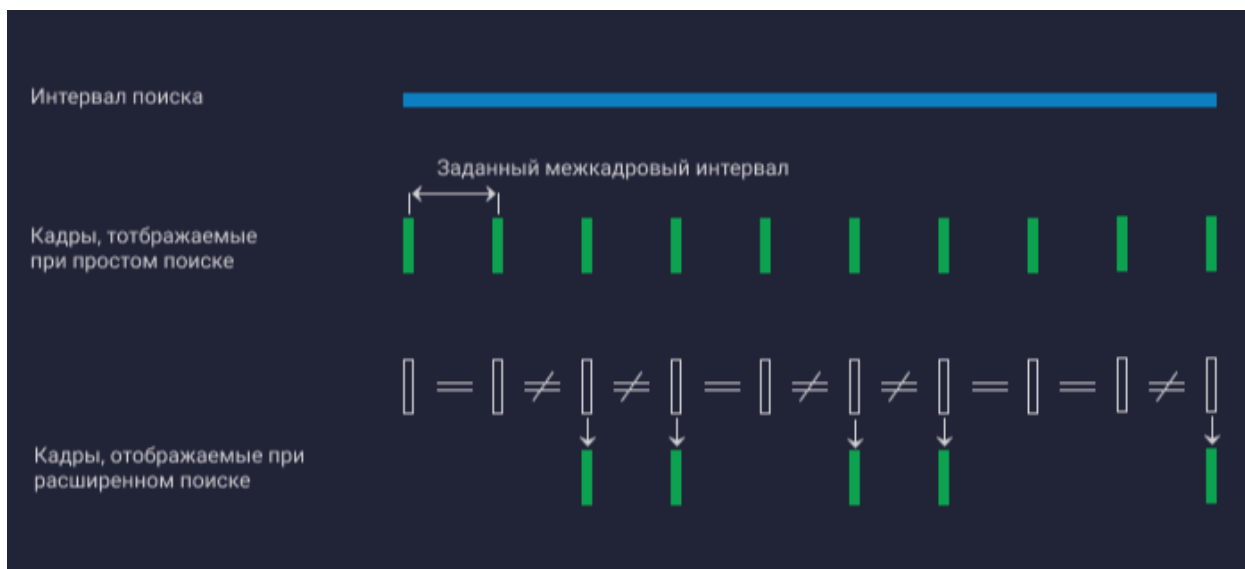 Интервал поиска
Заданный межкадровый интервал
Кадры, тотбражаемые
при простом поиске
= ≠ ≠ = ≠ ≠ = = ≠
Кадры, отображаемые при
расширенном поиске